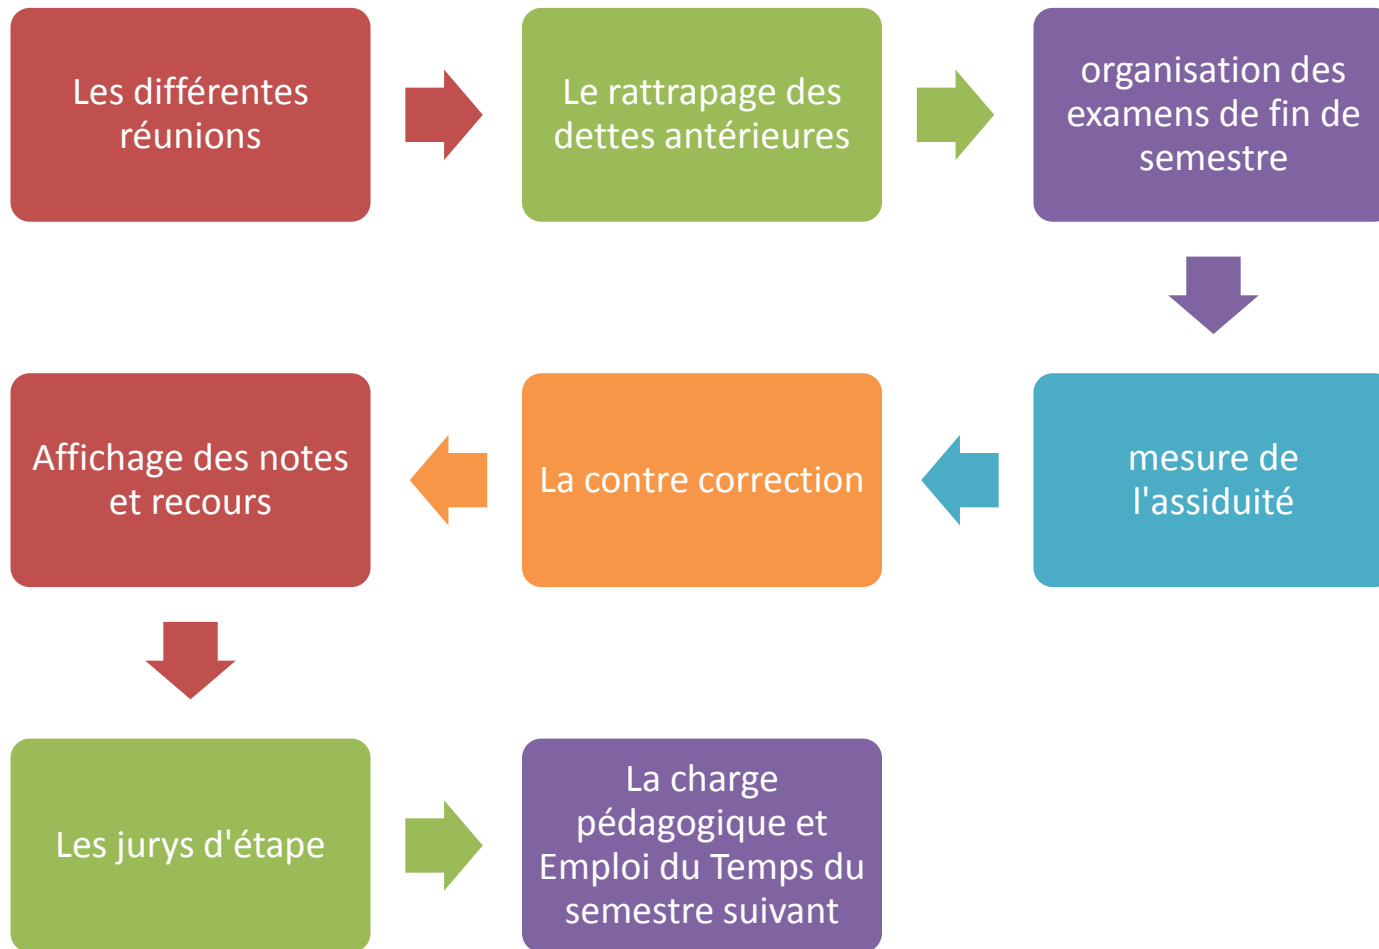 Les différentes
réunions
Le rattrapage des
dettes antérieures
organisation des
examens de fin de
semestre
mesure de
l'assiduité
La contre correction
Affichage des notes
et recours
Les jurys d'étape
La charge
pédagogique et
Emploi du Temps du
semestre suivant